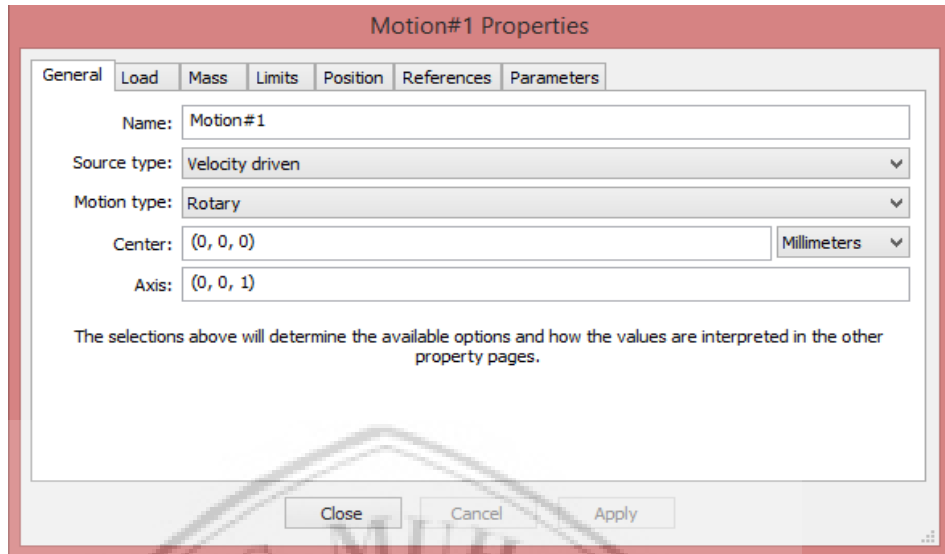 Motion#1 Properties
General Load Mass Limits Position References Parameters
Name: Motion#1
Source type: Velocity driven
Motion type: Rotary
Center: (0, 0, 0) Millimeters
Axis: (0, 0, 1)
The selections above will determine the available options and how the values are interpreted in the other
property pages.
Close Cancel Apply